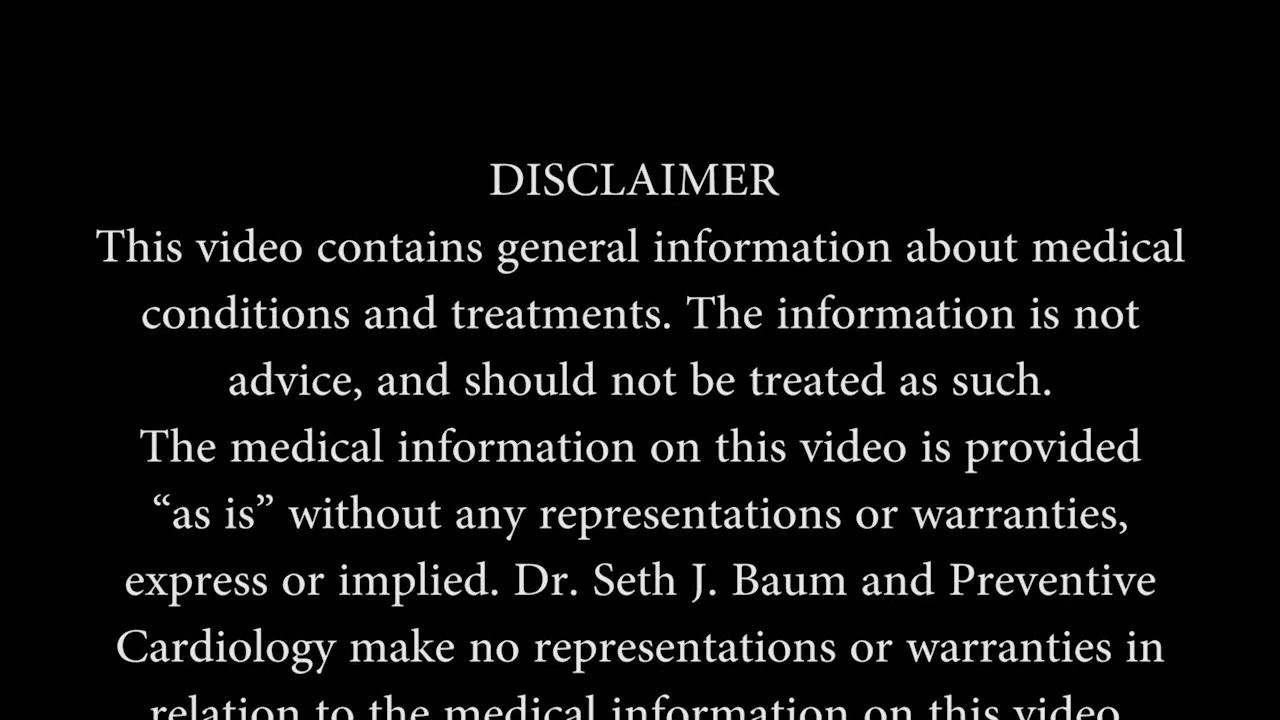 DISCLAIMER
This video contains general information about medical
conditions and treatments. The information is not
advice, and should not be treated as such.
The medical information on this video is provided
“as is” without any representations or warranties,
express or implied. Dr. Seth J. Baum and Preventive
Cardiology make no representations or warranties in
relation to the medical information on this video